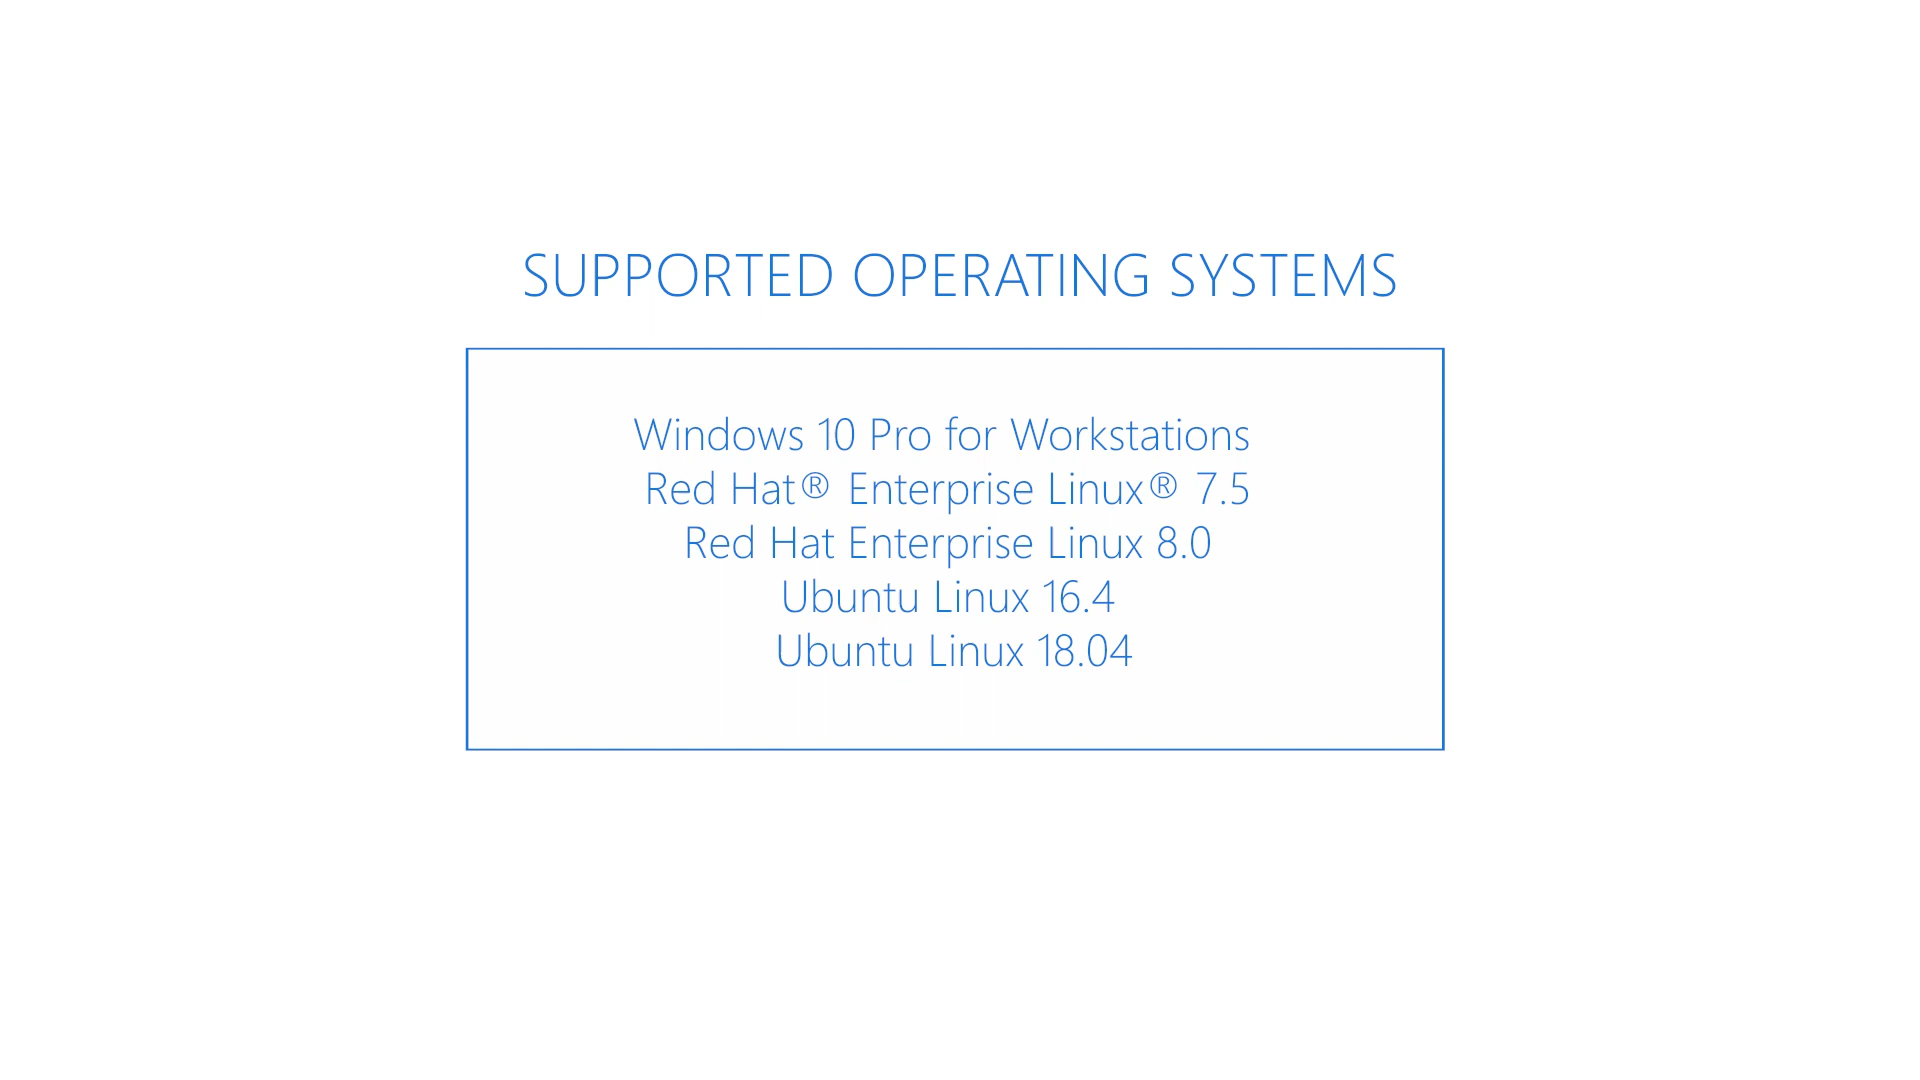 SUPPORTED OPERATING SYSTEMS
Windows 10 Pro for Workstations
Red Hat® Enterprise Linux® 7.5
Red Hat Enterprise Linux 8.0
Ubuntu Linux 16.4
Ubuntu Linux 18.04